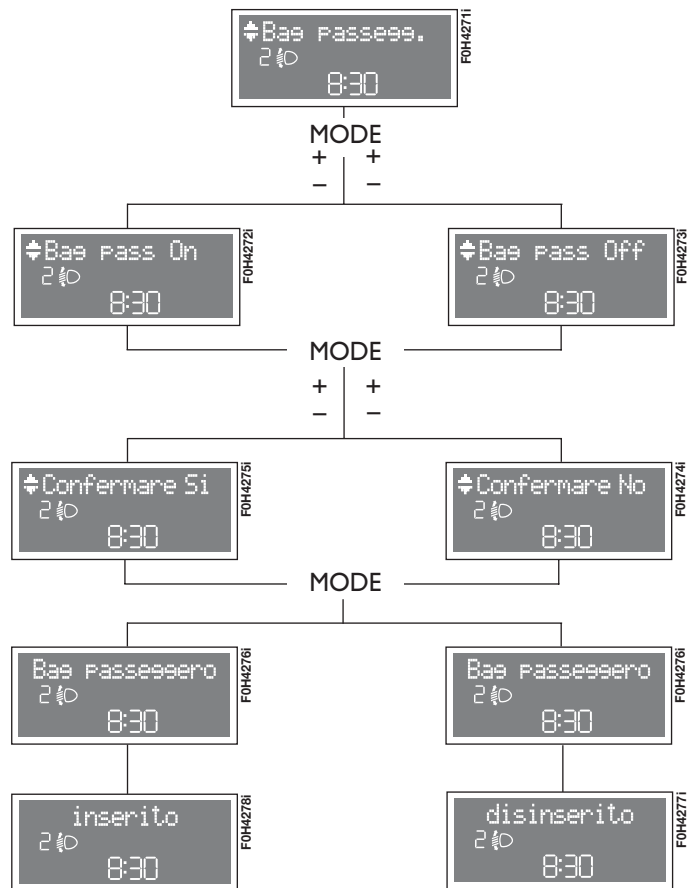 Bag passegg.
2
8:30
F0H4271i
MODE
+ +
– –
Bag pass On
2
8:30
F0H4272i
Bag pass Off
2
8:30
F0H4273i
MODE
+ +
– –
Confermare Si
2
8:30
F0H4275i
Confermare No
2
8:30
F0H4274i
MODE
Bag passeggero
2
8:30
F0H4276i
Bag passeggero
2
8:30
F0H4276i
inserito
2
8:30
F0H4278i
disinserito
2
8:30
F0H4277i